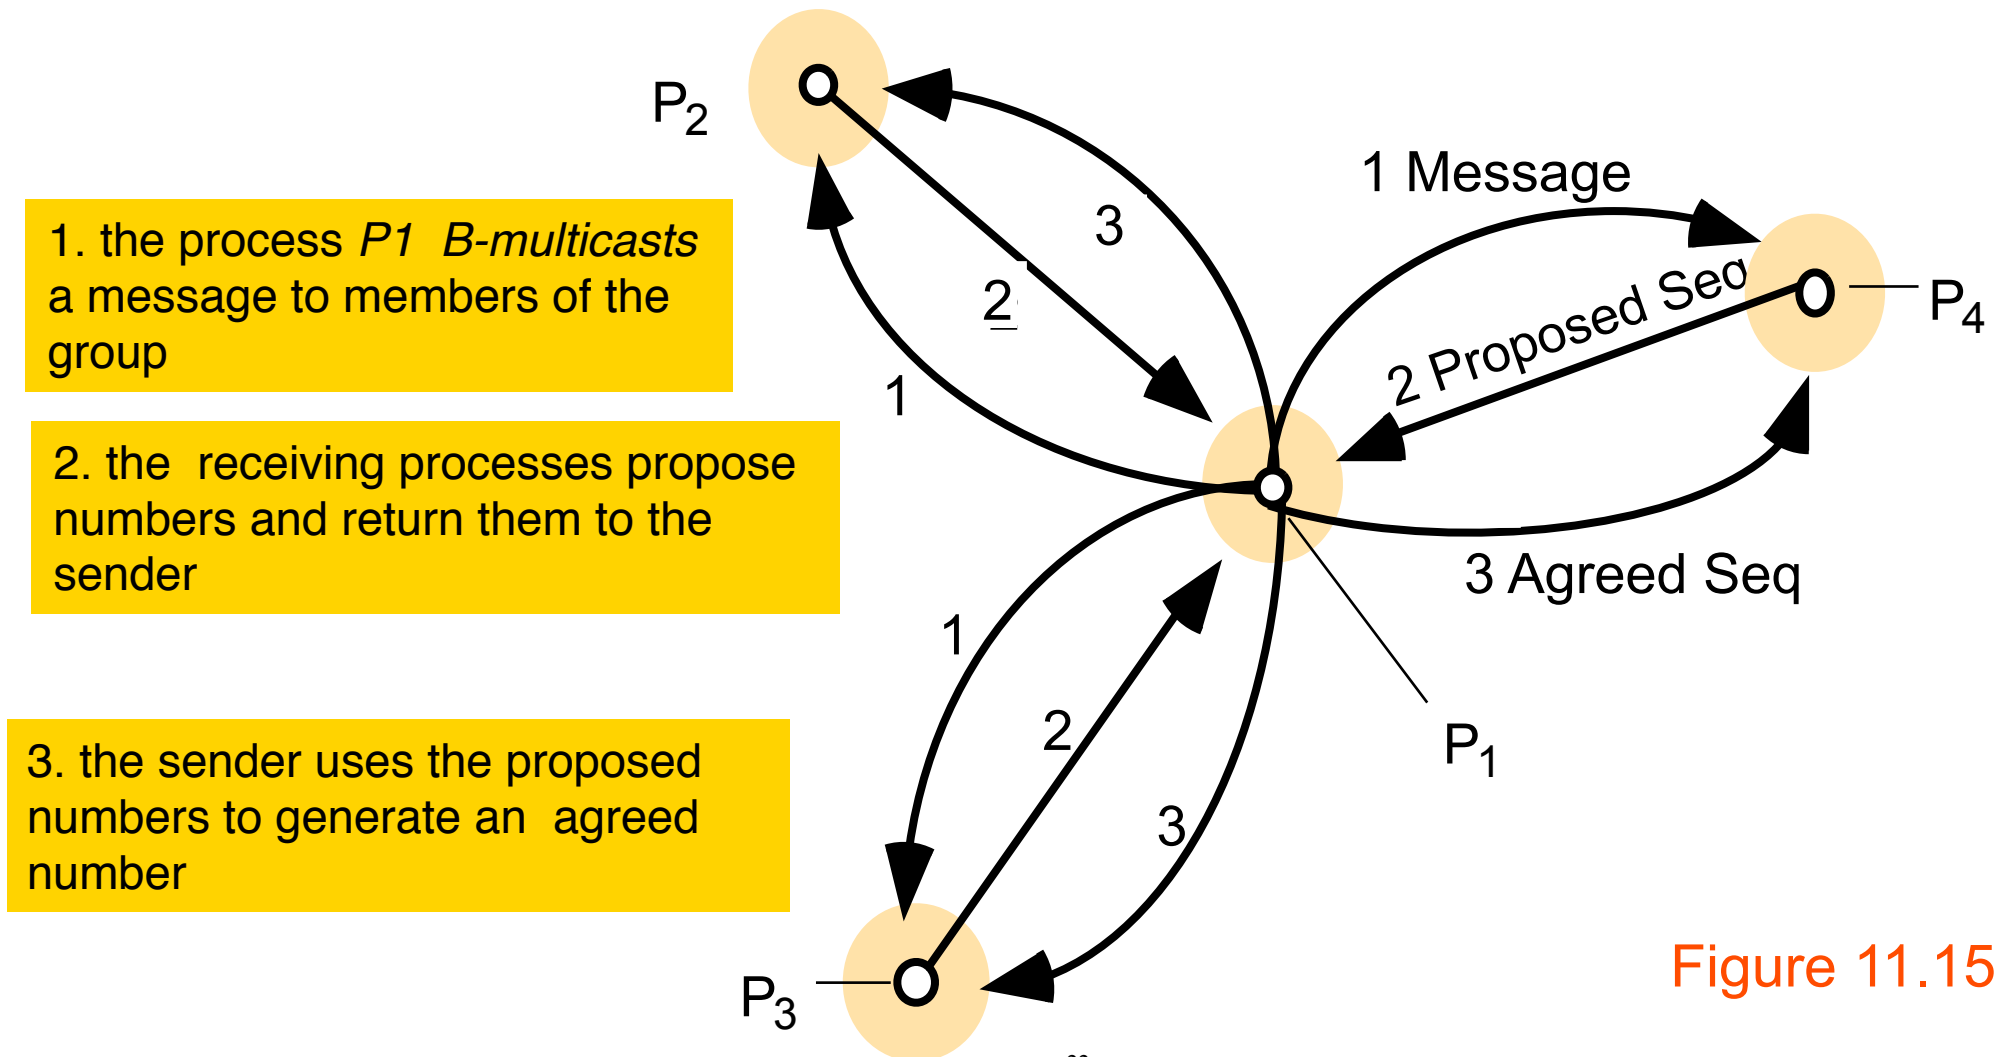 P2
3
1 Message
1. the process P1 B-multicasts
a message to members of the
group
2
2 Proposed Seq
P4
1
2. the receiving processes propose
numbers and return them to the
sender
3 Agreed Seq
1
2
P1
3. the sender uses the proposed
numbers to generate an agreed
number
3
P3
Figure 11.15